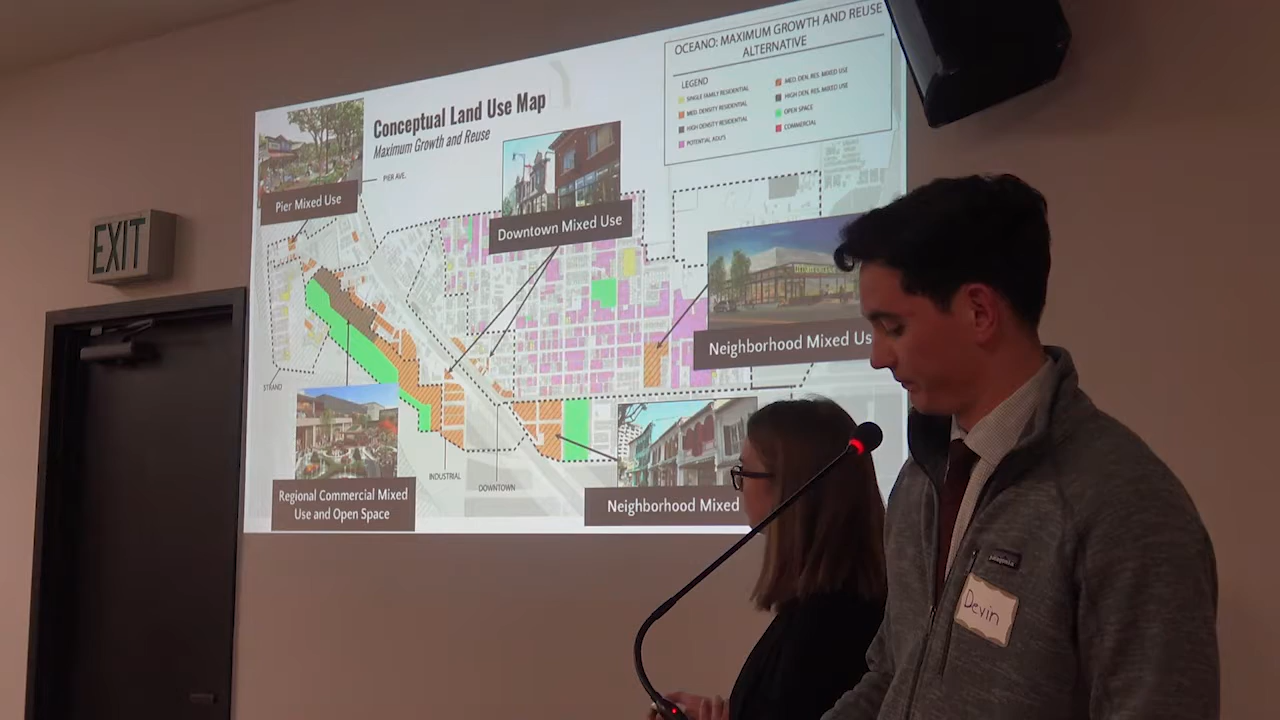 EXIT
Conceptual Land Use Map
Maximum Growth and Reuse
PIER AVE.
Pier Mixed Use
Downtown Mixed Use
Neighborhood Mixed Us
STRAND
Regional Commercial Mixed
Use and Open Space
INDUSTRIAL
DOWNTOWN
Neighborhood Mixed
OCEANO: MAXIMUM GROWTH AND REUSE
ALTERNATIVE
LEGEND
SINGLE FAMILY RESIDENTIAL
MED. DENSITY RESIDENTIAL
HIGH DENSITY RESIDENTIAL
POTENTIAL ADU'S
MED. DEN. RES. MIXED USE
HIGH DEN. RES. MIXED USE
OPEN SPACE
COMMERCIAL
patagonia
Devin